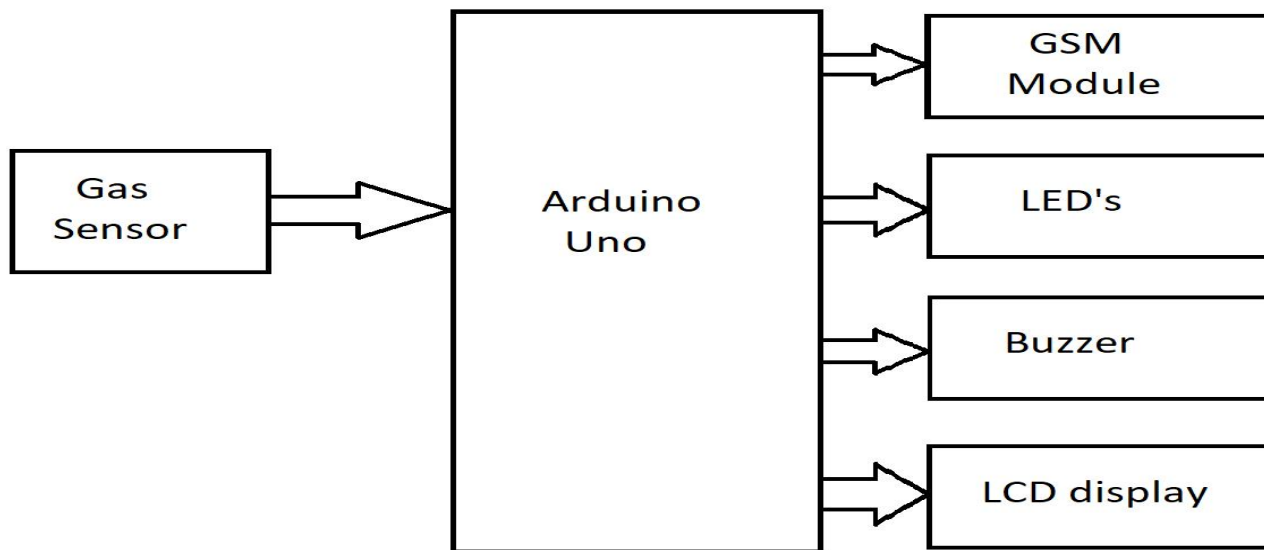 Gas
Sensor
Arduino
Uno
GSM
Module
LED's
Buzzer
LCD display